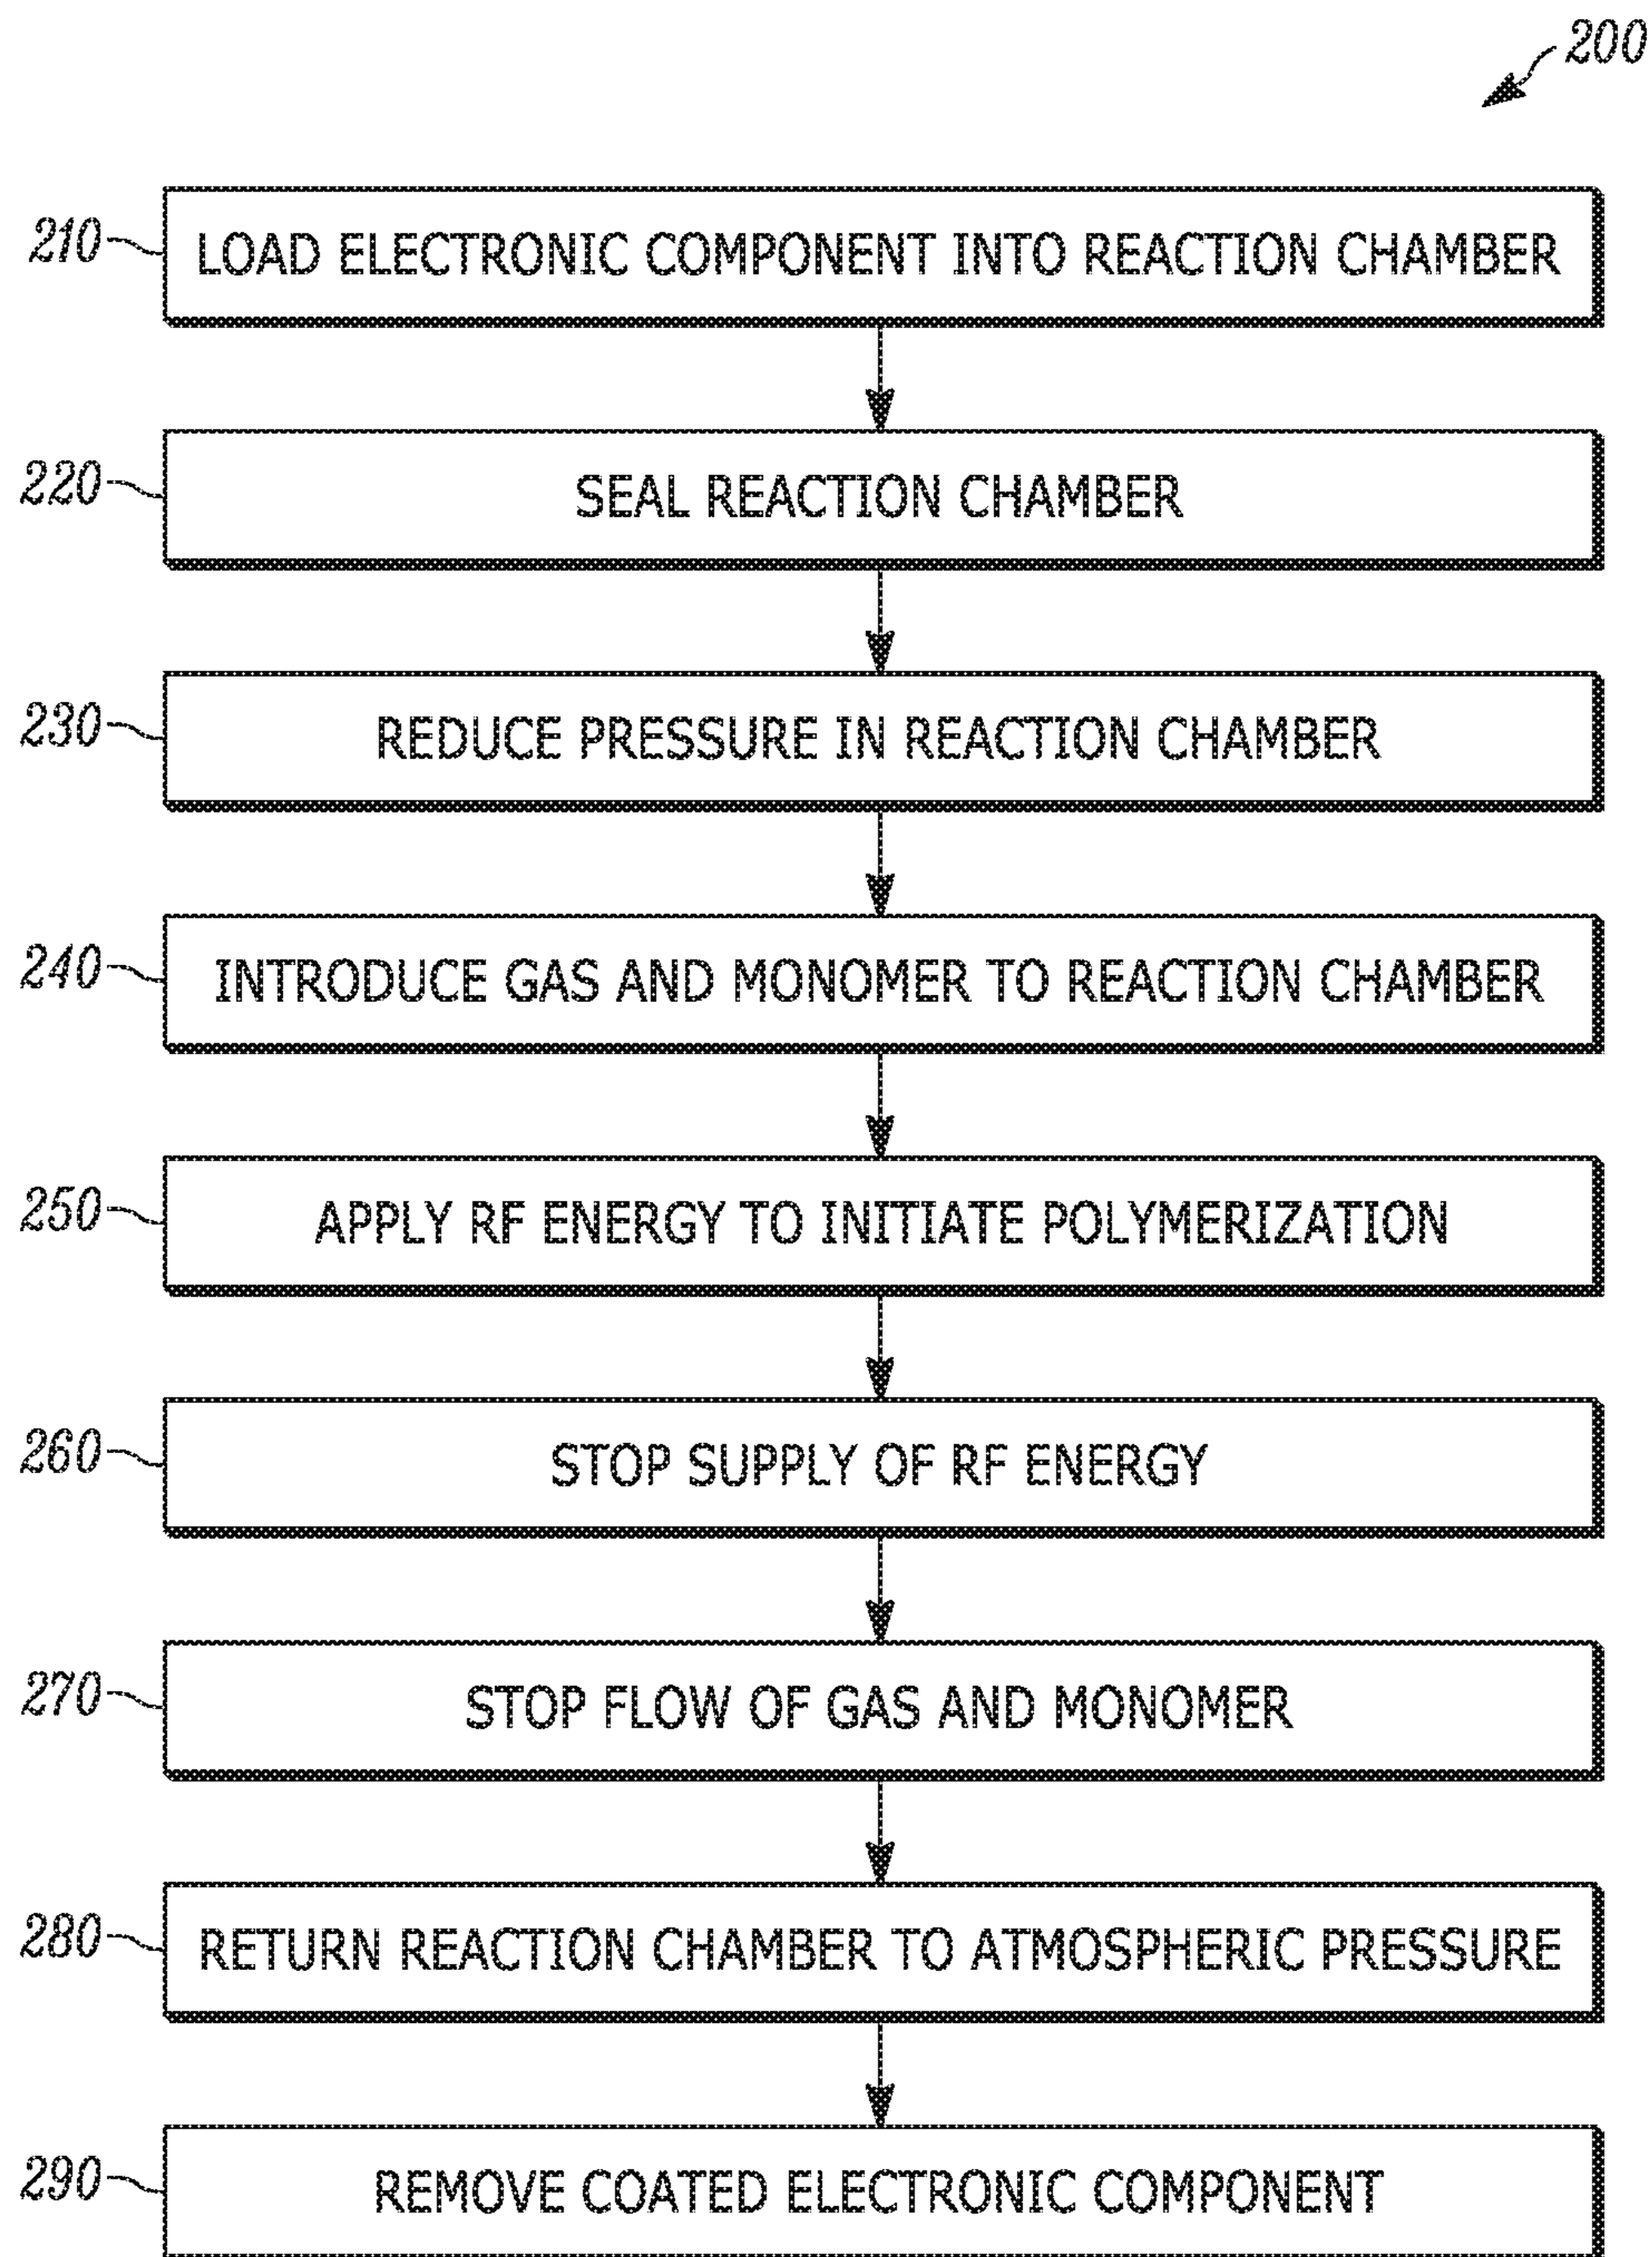 200
210 LOAD ELECTRONIC COMPONENT INTO REACTION CHAMBER
220 SEAL REACTION CHAMBER
230 REDUCE PRESSURE IN REACTION CHAMBER
240 INTRODUCE GAS AND MONOMER TO REACTION CHAMBER
250 APPLY RF ENERGY TO INITIATE POLYMERIZATION
260 STOP SUPPLY OF RF ENERGY
270 STOP FLOW OF GAS AND MONOMER
280 RETURN REACTION CHAMBER TO ATMOSPHERIC PRESSURE
290 REMOVE COATED ELECTRONIC COMPONENT